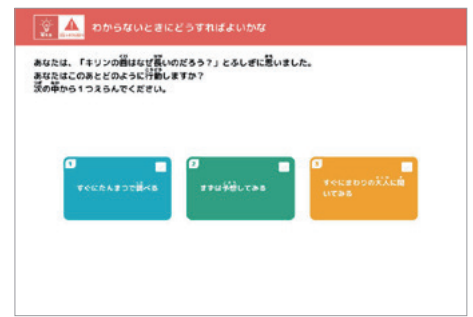 わからないときにどうすればよいかな
あなたは、「キリンの首はなぜ長いのだろう？」とふしぎに思いました。
あなたはこのあとどのように行動しますか？
次の中から1つえらんでください。
1
すぐにたんまつで調べる
2
まずは予想してみる
3
すぐにまわりの大人に聞
いてみる